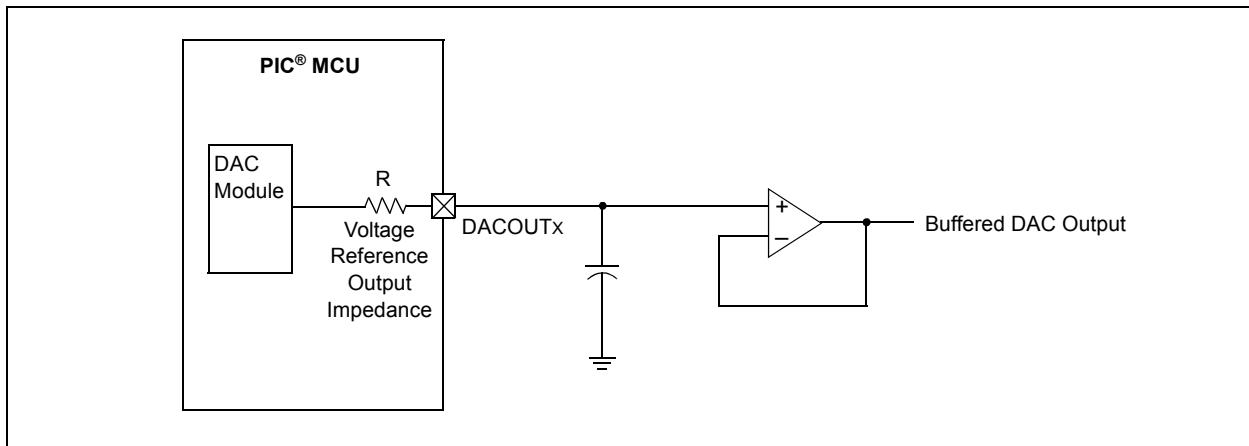 PIC® MCU
DAC
Module
R
Voltage
Reference
Output
Impedance
DACOUTX
+
–
Buffered DAC Output